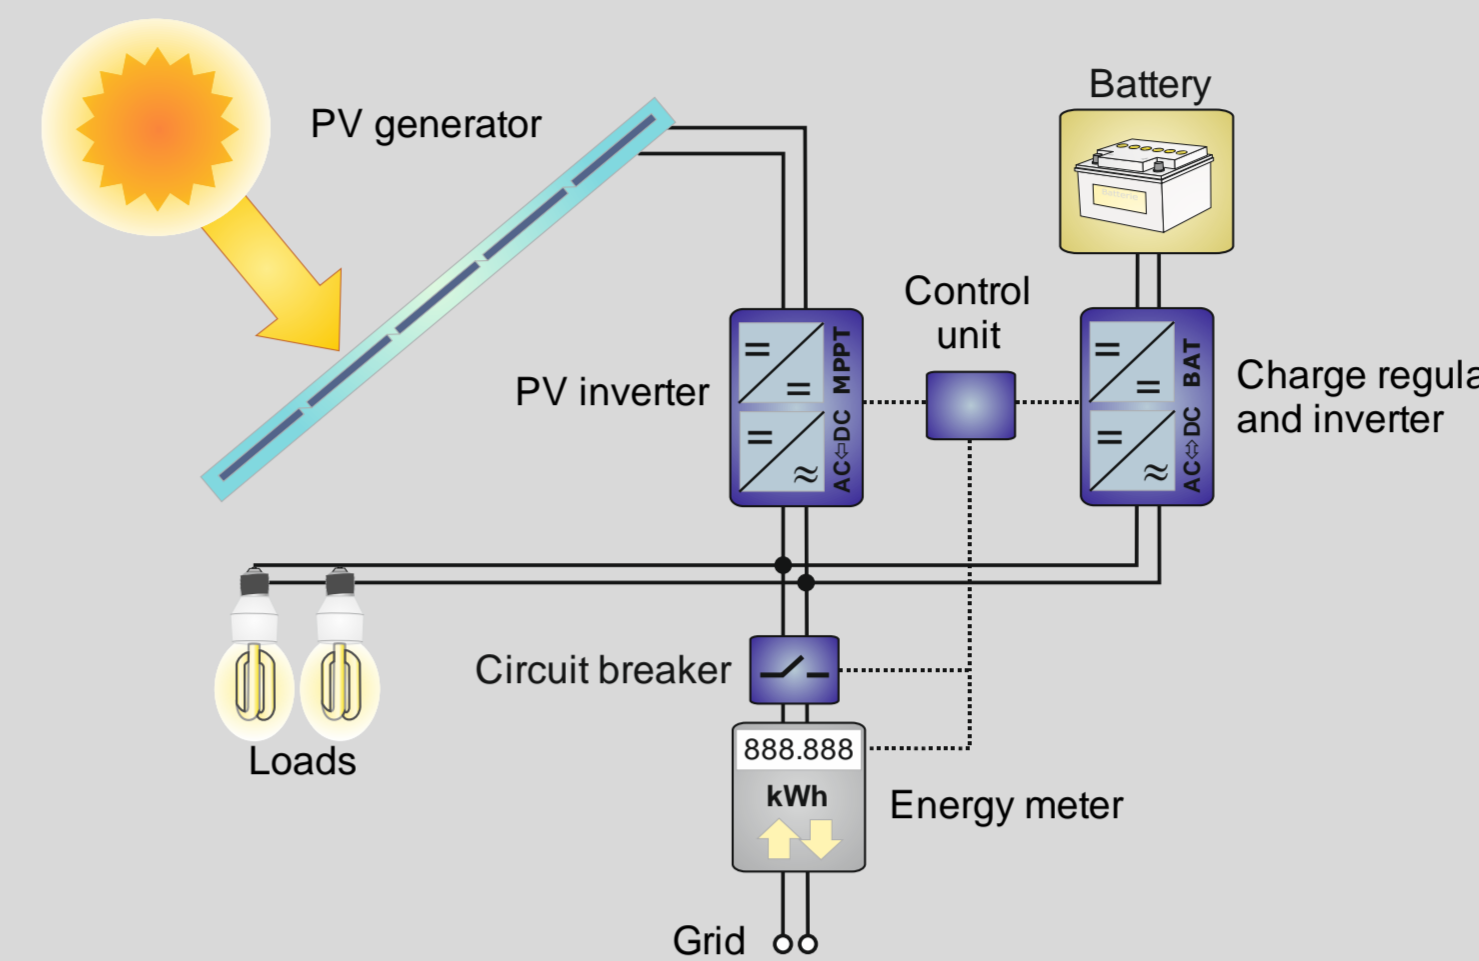 Battery
PV generator
Batterie
Control
unit
PV inverter
MPPT
AC⇦DC
BAT
AC⇔DC
Charge regula
and inverter
Circuit breaker
Loads
888.888
kWh
Energy meter
Grid